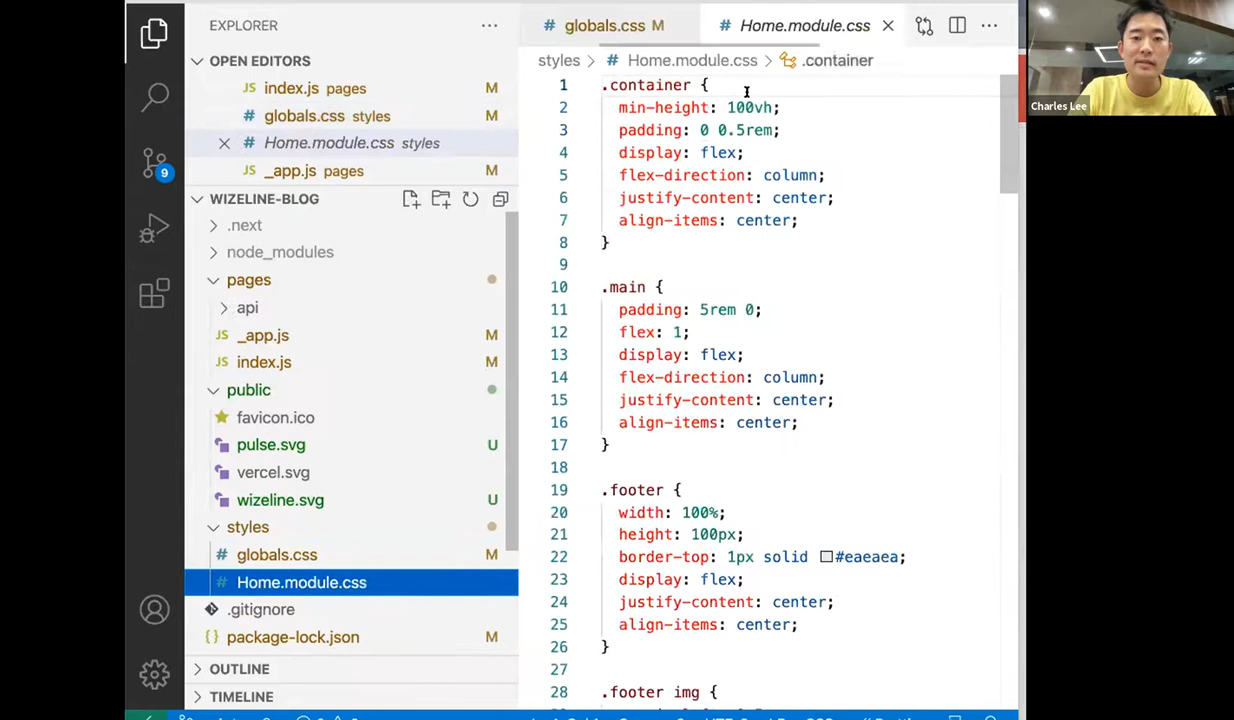 EXPLORER
OPEN EDITORS
JS index.js pages M
# globals.css styles M
# Home.module.css styles
JS _app.js pages M
WIZELINE-BLOG
.next
node_modules
pages
api
JS _app.js M
JS index.js M
public
favicon.ico
pulse.svg U
vercel.svg
wizeline.svg U
styles
# globals.css M
# Home.module.css
.gitignore
{} package-lock.json M
OUTLINE
TIMELINE
9
# globals.css M
# Home.module.css
styles > # Home.module.css > .container
1 .container {
2 min-height: 100vh;
3 padding: 0 0.5rem;
4 display: flex;
5 flex-direction: column;
6 justify-content: center;
7 align-items: center;
8 }
9
10 .main {
11 padding: 5rem 0;
12 flex: 1;
13 display: flex;
14 flex-direction: column;
15 justify-content: center;
16 align-items: center;
17 }
18
19 .footer {
20 width: 100%;
21 height: 100px;
22 border-top: 1px solid #eaeaea;
23 display: flex;
24 justify-content: center;
25 align-items: center;
26 }
27
28 .footer img {
Charles Lee